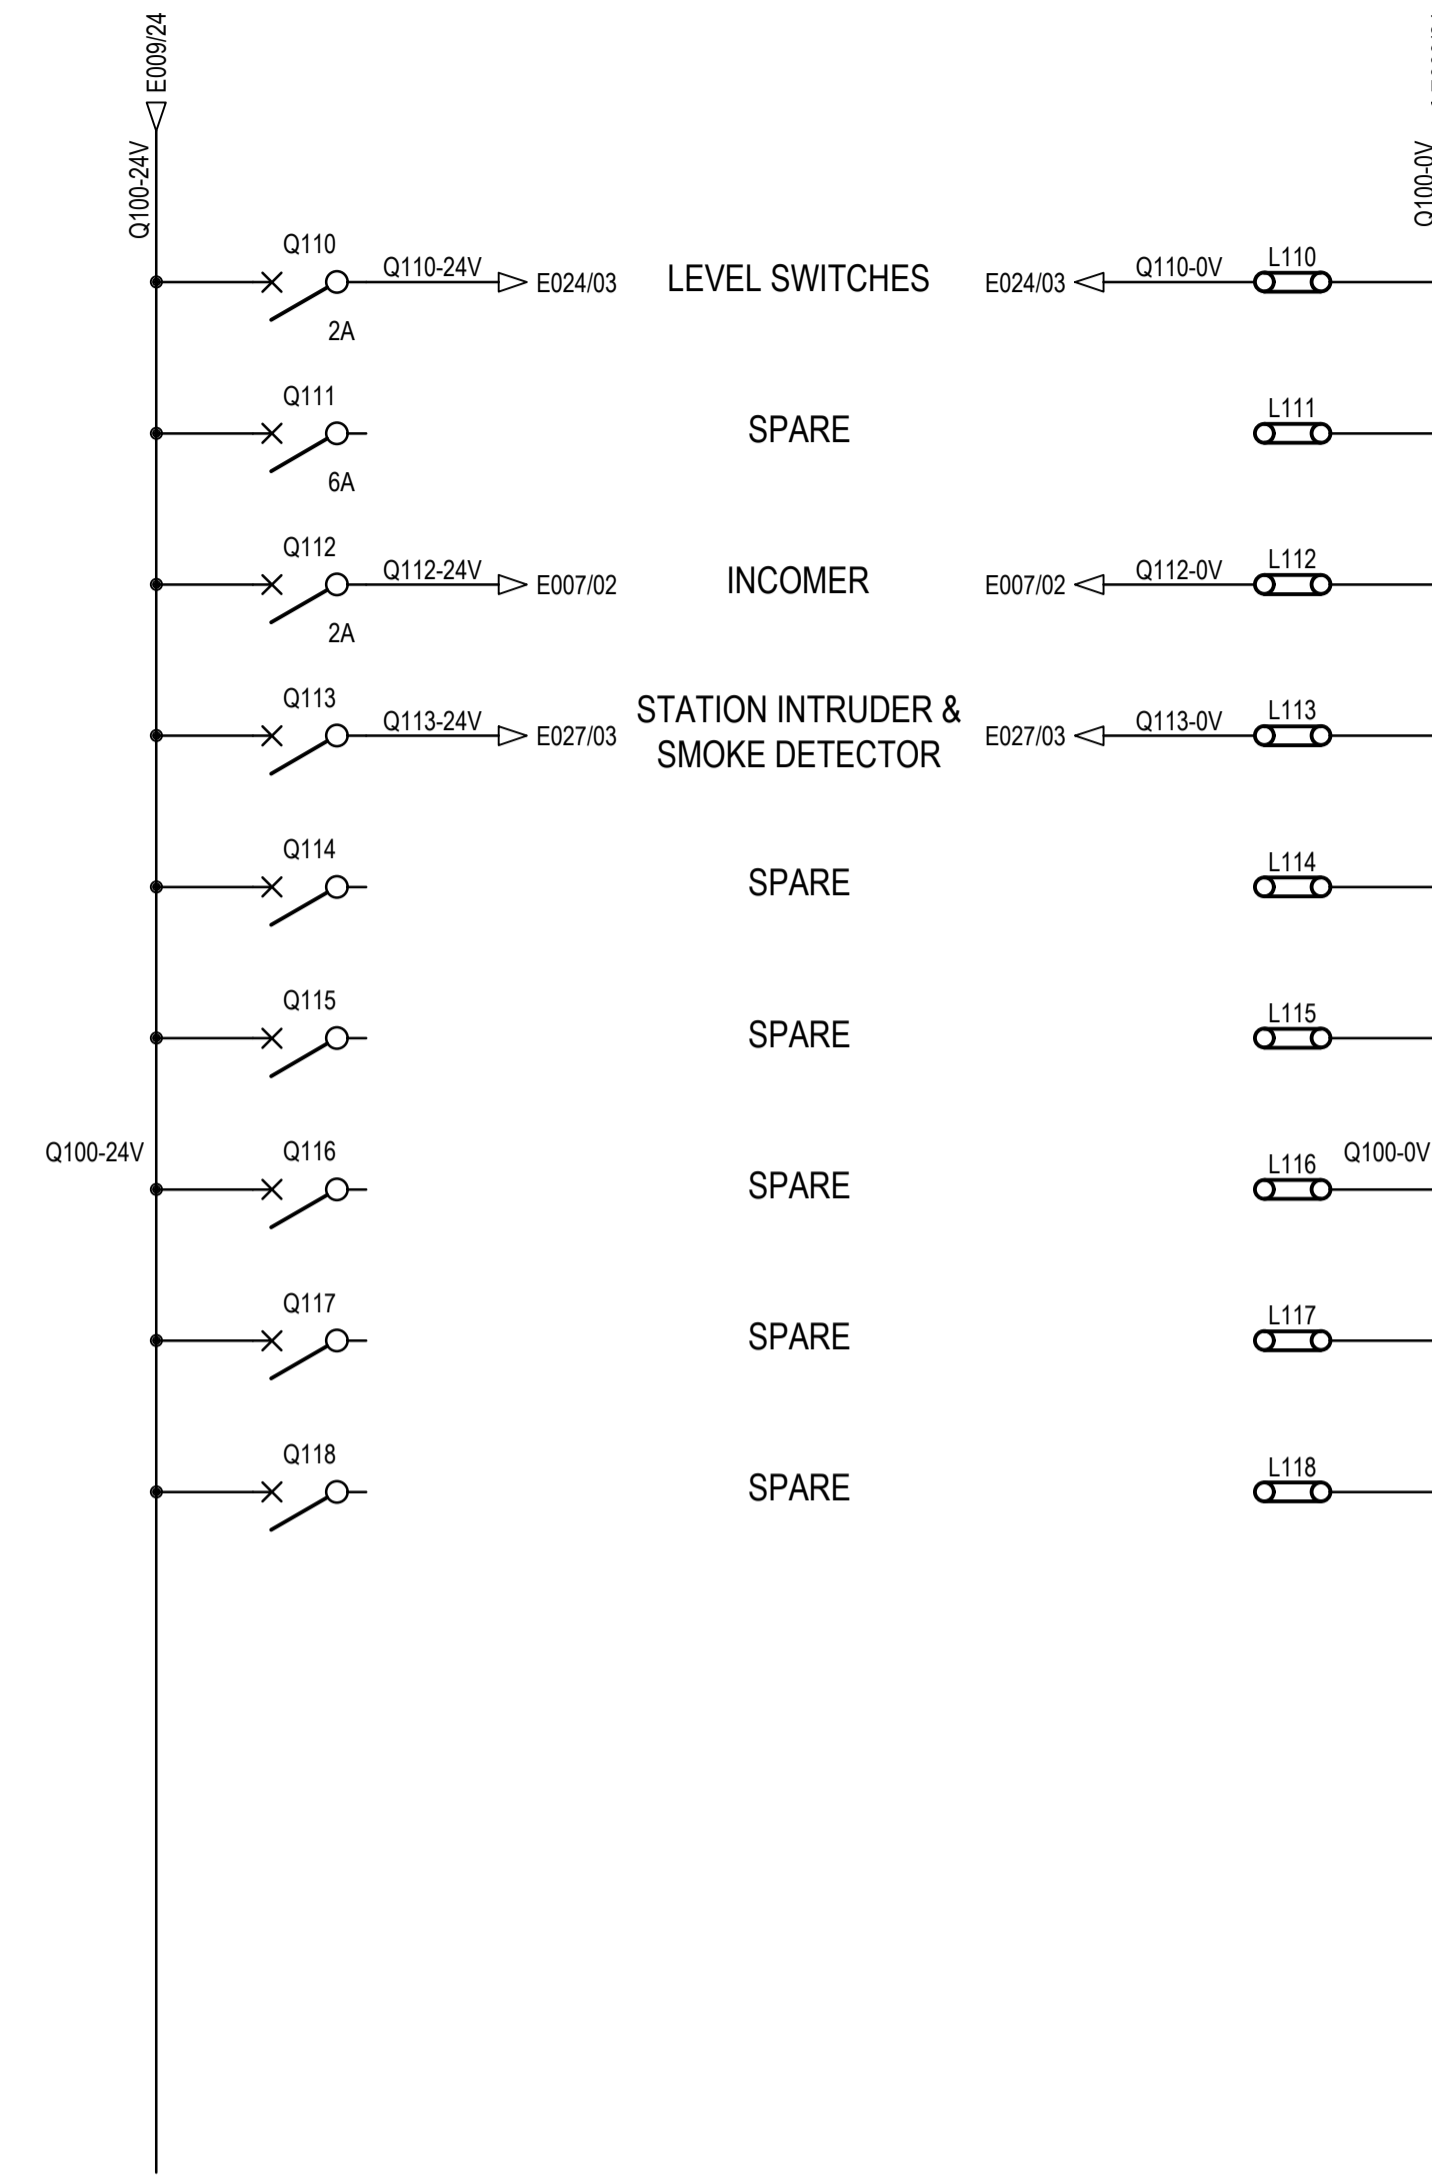 E009/24
Q100-24V
Q100-0V
Q110
Q110-24V
E024/03
LEVEL SWITCHES
E024/03
Q110-0V
L110
2A
Q111
SPARE
L111
6A
Q112
Q112-24V
E007/02
INCOMER
E007/02
Q112-0V
L112
2A
Q113
Q113-24V
E027/03
STATION INTRUDER &
SMOKE DETECTOR
E027/03
Q113-0V
L113
Q114
SPARE
L114
Q115
SPARE
L115
Q100-24V
Q116
SPARE
L116
Q100-0V
Q117
SPARE
L117
Q118
SPARE
L118